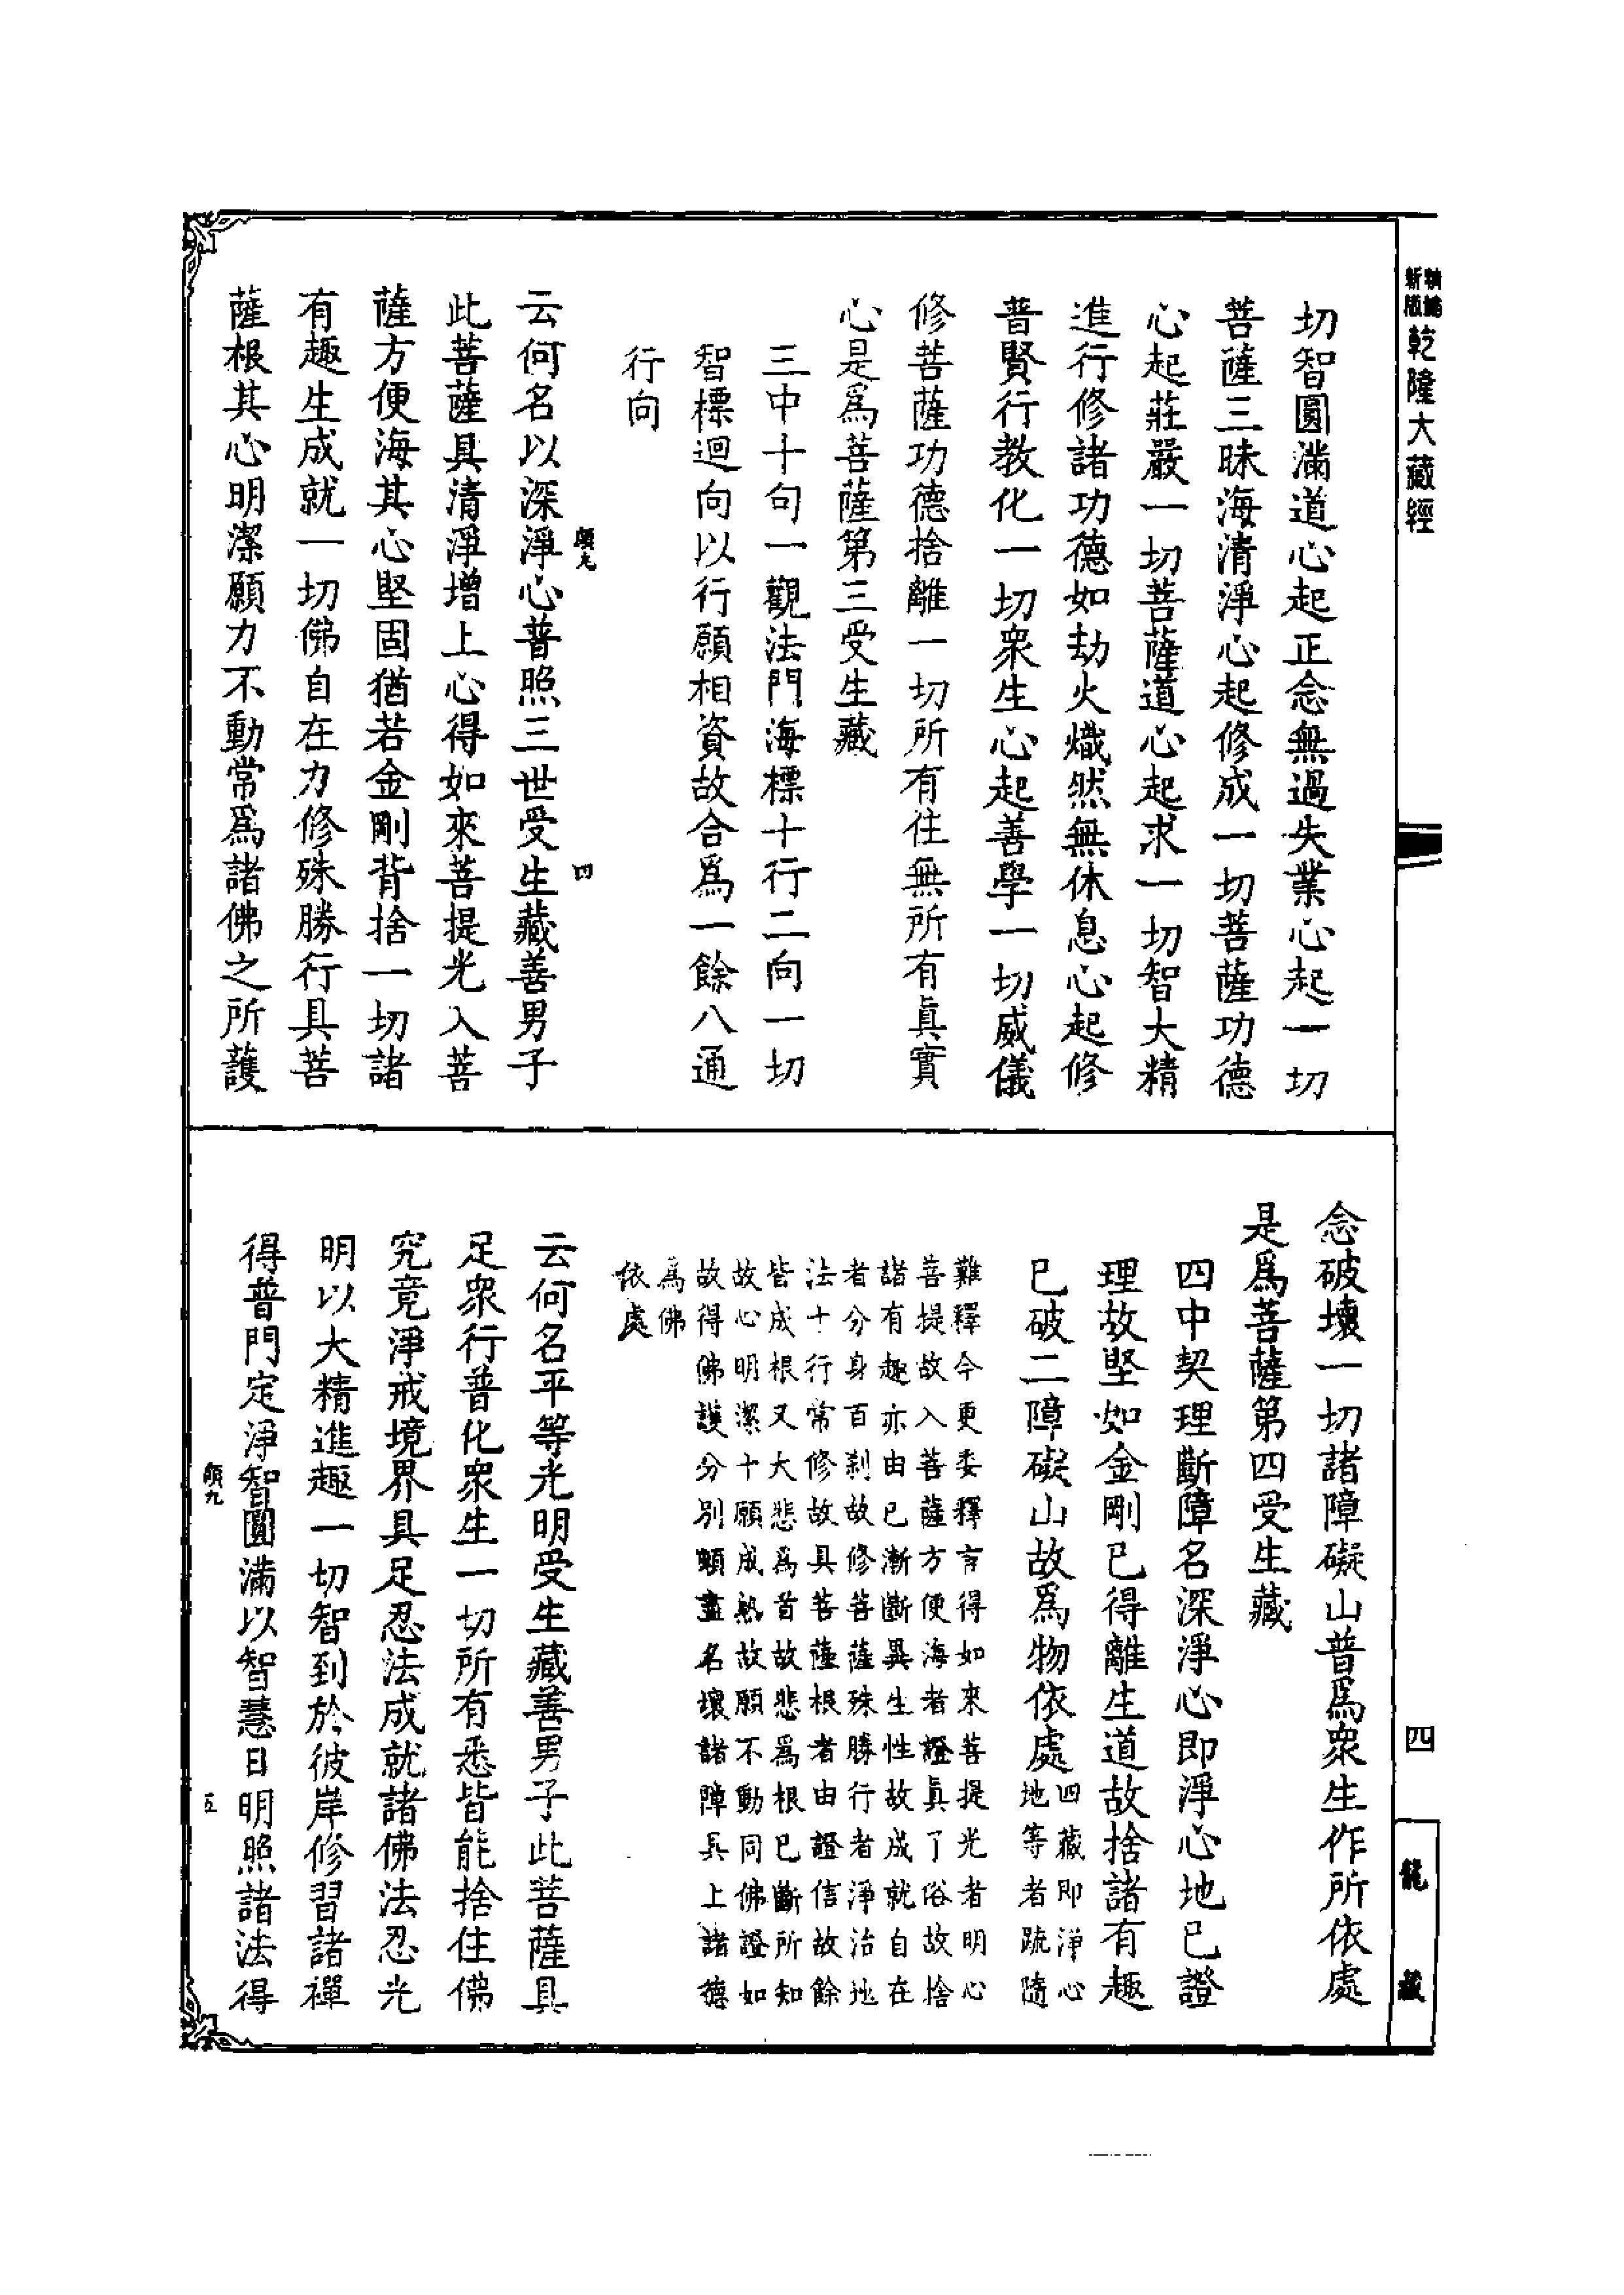 新編
縮版
乾隆大藏經
切智圓滿道心起正念無過失業心起一切
菩薩三昧海清淨心起修成一切菩薩功德
心起莊嚴一切菩薩道心起求一切智大精
進行修諸功德如劫火熾然無休息心起修
普賢行教化一切衆生心起善學一切威儀
修菩薩功德捨離一切所有住無所有真實
心是爲菩薩第三受生藏
三中十句一觀法門海標十行二向一切
智標迴向以行願相資故合爲一餘八通
行向
願九
四
云何名以深淨心普照三世受生藏善男子
此菩薩具清淨增上心得如來菩提光入菩
薩方便海其心堅固猶若金剛背捨一切諸
有趣生成就一切佛自在力修殊勝行具菩
薩根其心明潔願力不動常爲諸佛之所護
念破壞一切諸障礙山普爲衆生作所依處
是爲菩薩第四受生藏
四中契理斷障名深淨心即淨心地已證
理故堅如金剛已得離生道故捨諸有趣
已破二障礙山故爲物依處
四藏即淨心
地等者疏隨
難釋今更委釋言得如來菩提光者明心
菩提故入菩薩方便海者證真了俗故捨
諸有趣亦由已漸斷異生性故成就自在
者分身百刹故修菩薩殊勝行者淨治地
法十行常修故具菩薩根者由證信故餘
皆成根又大悲爲首故悲爲根已斷所知
故心明潔十願成熟故願不動同佛證如
故得佛護分別頓盡名壞諸障具上諸德
為佛
依處
云何名平等光明受生藏善男子此菩薩具
足衆行普化衆生一切所有悉皆能捨住佛
究竟淨戒境界具足忍法成就諸佛法忍光
明以大精進趣一切智到於彼岸修習諸禪
得普門定淨智圓滿以智慧日明照諸法得
願九
五
四
龍藏